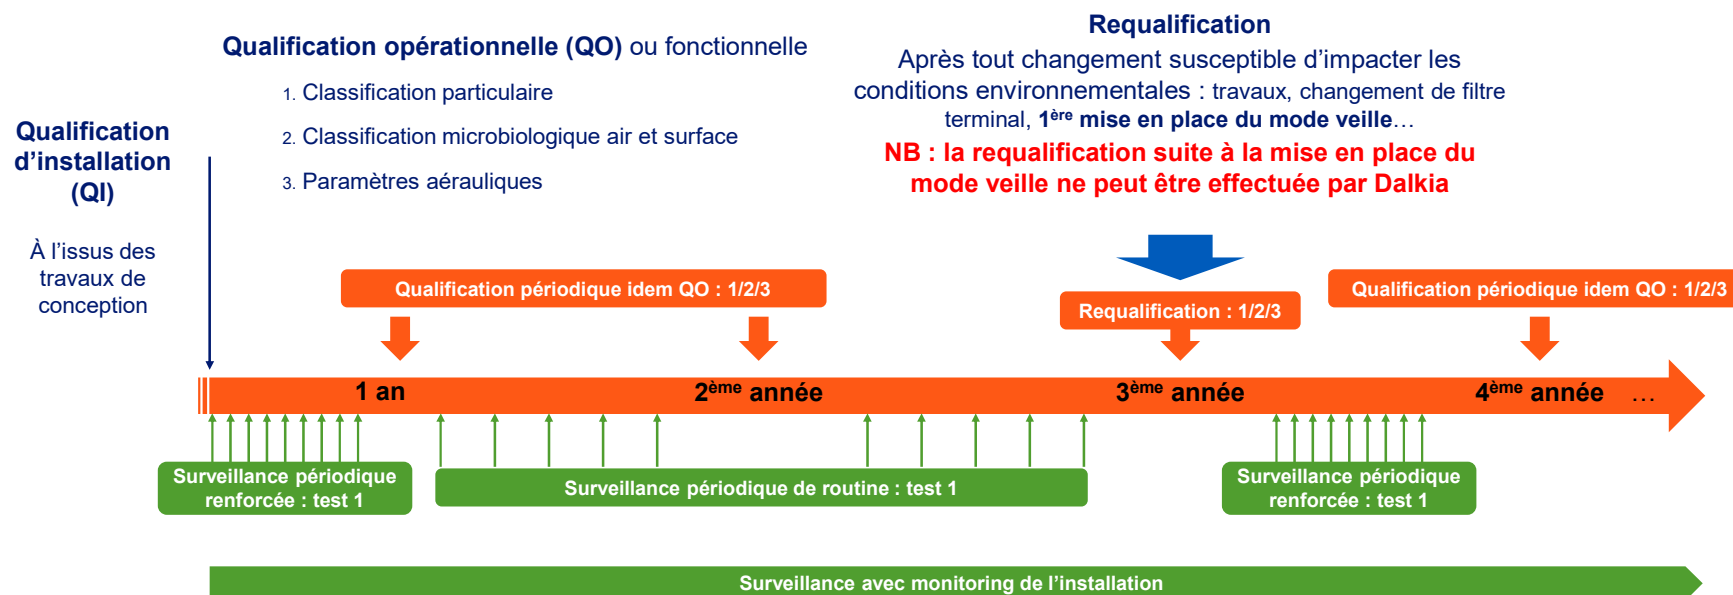 Qualification
d’installation
(QI)
À l’issus des
travaux de
conception
Qualification opérationnelle (QO) ou fonctionnelle
1. Classification particulaire
2. Classification microbiologique air et surface
3. Paramètres aérauliques
Requalification
Après tout changement susceptible d’impacter les
conditions environnementales : travaux, changement de filtre
terminal, 1ère mise en place du mode veille…
NB : la requalification suite à la mise en place du
mode veille ne peut être effectuée par Dalkia
Qualification périodique idem QO : 1/2/3
Requalification : 1/2/3
Qualification périodique idem QO : 1/2/3
1 an
2ème année
3ème année
4ème année …
Surveillance périodique
renforcée : test 1
Surveillance périodique de routine : test 1
Surveillance périodique
renforcée : test 1
Surveillance avec monitoring de l’installation